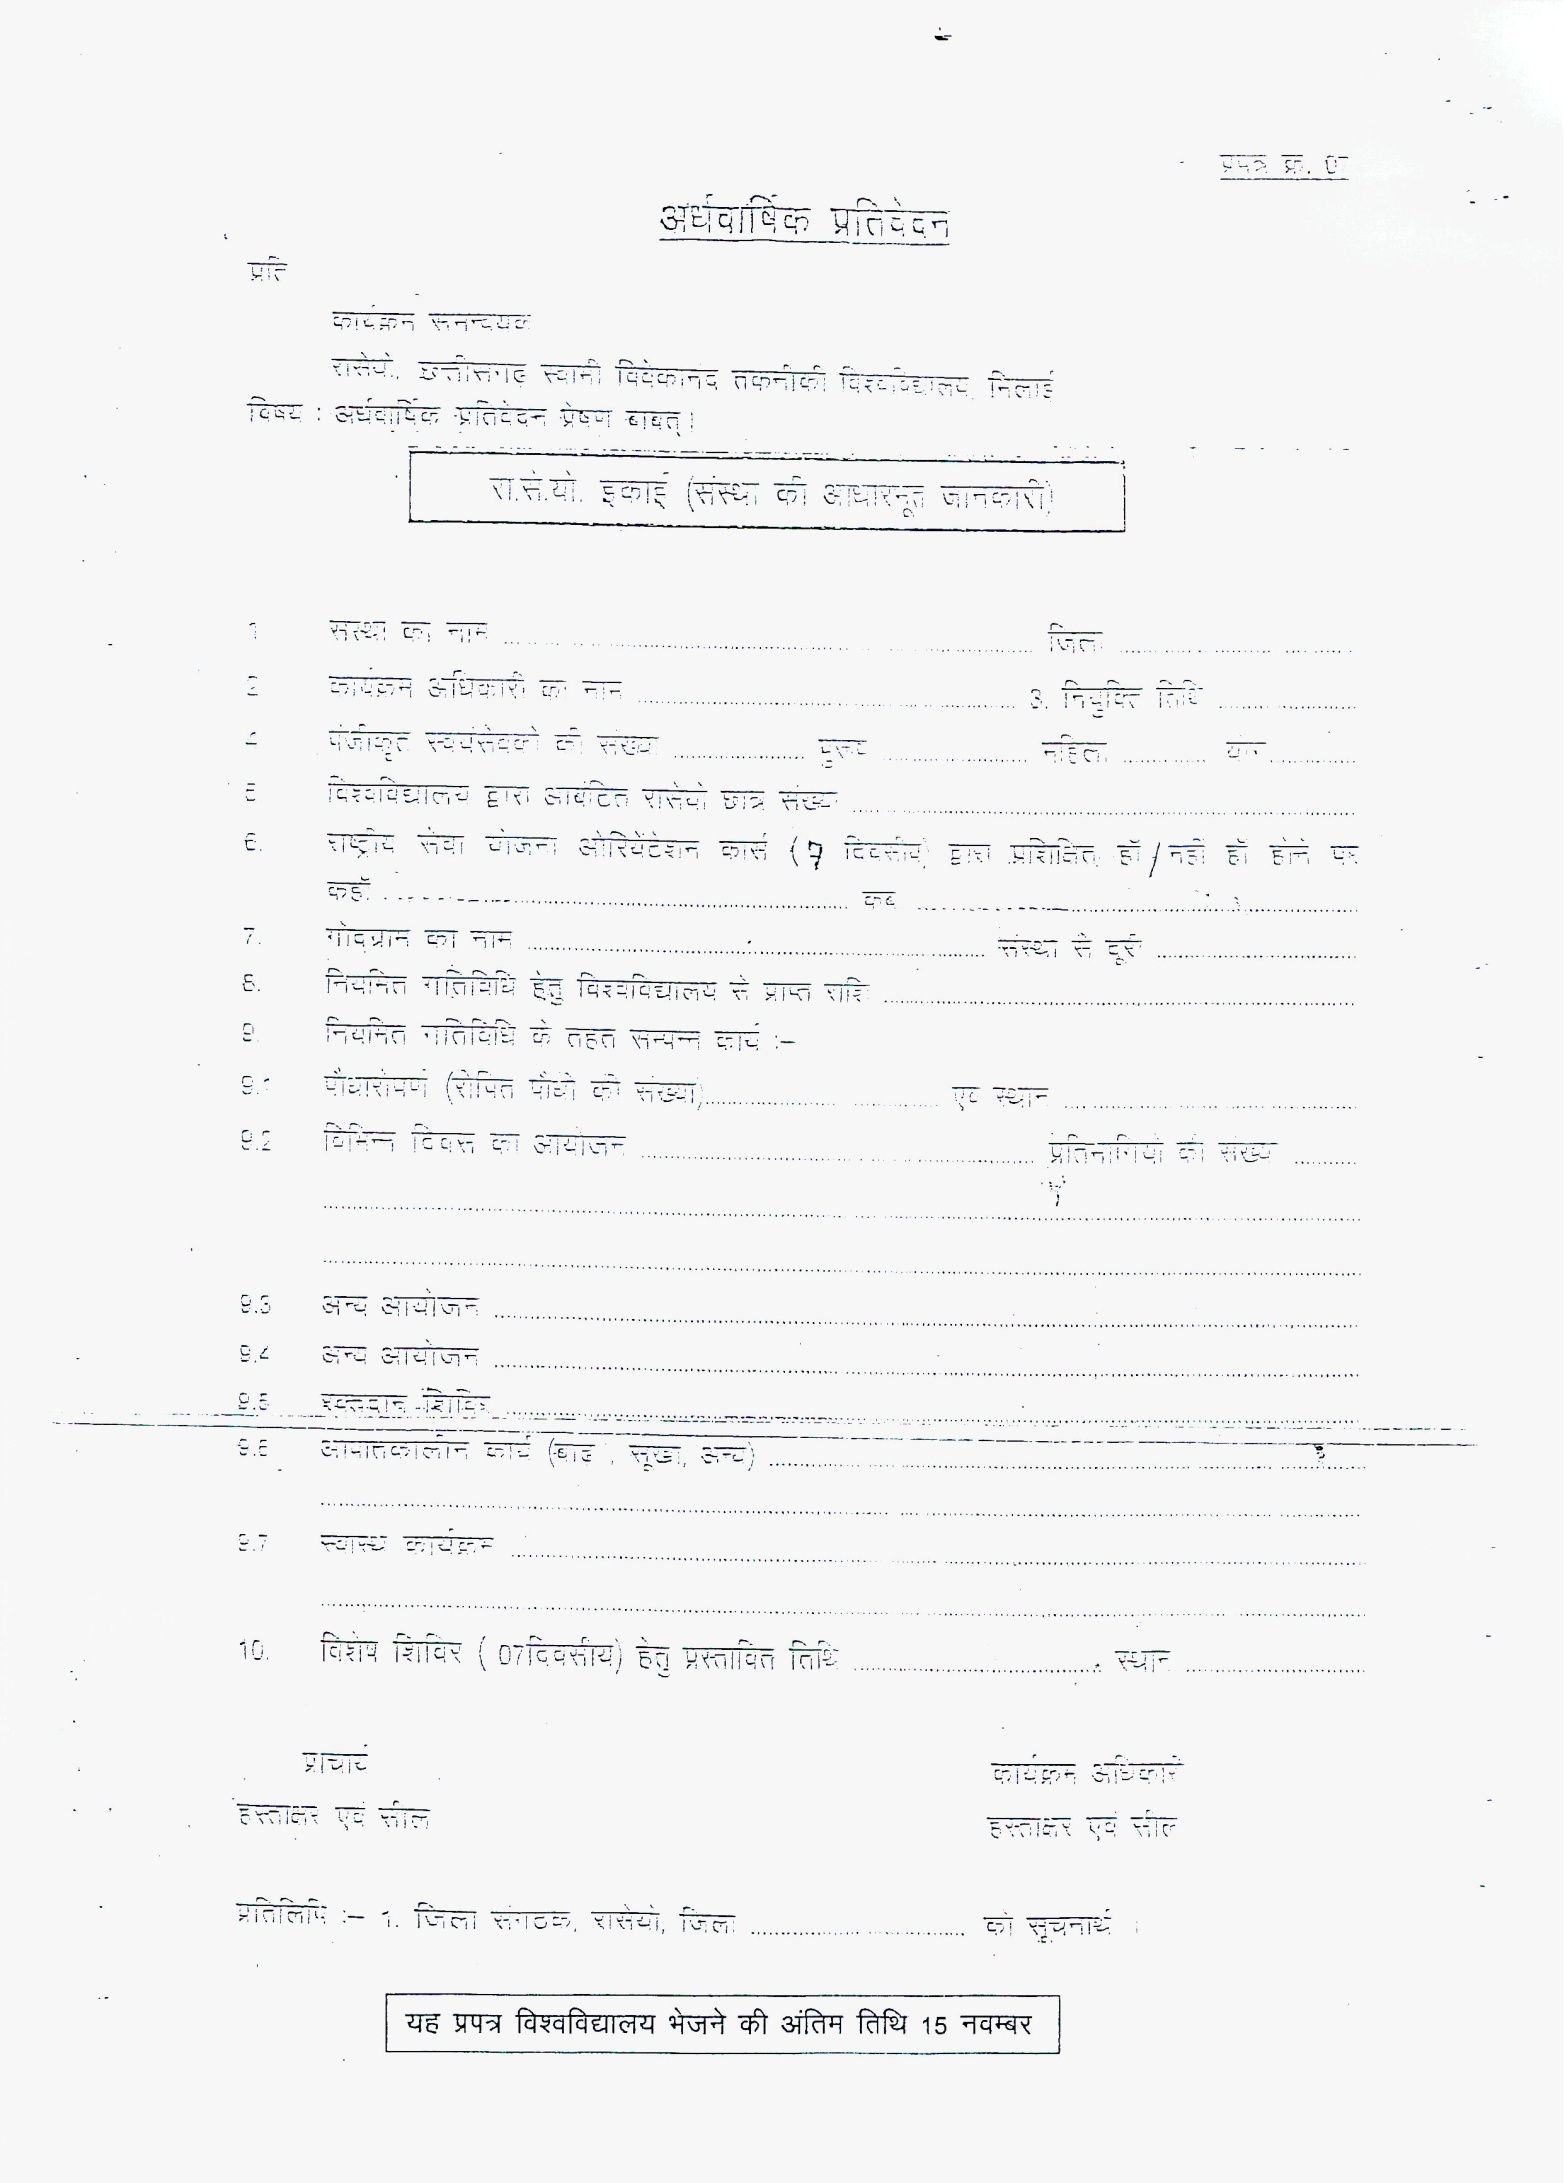 प्रपत्र क्र. 0
अर्धवार्षिक प्रतिवेदन
प्रति
कार्यक्रम समन्वयक
रासेयो, छत्तीसगढ़ स्वामी विवेकानंद तकनीकी विश्वविद्यालय, भिलाई
विषय : अर्धवार्षिक प्रतिवेदन प्रेषण बाबत्।
रा.से.यो. इकाई (संस्था की आधारभूत जानकारी)
1 संस्था का नाम ........ जिला ........
2 कार्यक्रम अधिकारी का नाम ........ 3. नियुक्ति तिथि ........
4 पंजीकृत स्वयंसेवकों की संख्या ........ पुरूष ........ महिला ........ योग ........
5 विश्वविद्यालय द्वारा आबंटित रासेयो छात्र संख्या ........
6. राष्ट्रीय सेवा योजना ओरियेंटेशन कोर्स (7 दिवसीय) द्वारा प्रशिक्षित हॉ/नहीं हॉ होने पर
कहॉ ........ कब ........
7. गोदग्राम का नाम ........ संस्था से दूरी ........
8. नियमित गतिविधि हेतु विश्वविद्यालय से प्राप्त राशि ........
9. नियमित गतिविधि के तहत सम्पन्न कार्य :–
9.1 पौधारोपण (रोपित पौधों की संख्या)........ एवं स्थान ........
9.2 विभिन्न दिवस का आयोजन ........ प्रतिभागियों की संख्या ........
9.3 अन्य आयोजन ........
9.4 अन्य आयोजन ........
9.5 रक्तदान शिविर ........
9.6 आपातकालीन कार्य (बाढ़ , सूखा, अन्य) ........
9.7 स्वास्थ कार्यक्रम ........
10. विशेष शिविर ( 07दिवसीय) हेतु प्रस्तावित तिथि ........ स्थान ........
प्राचार्य कार्यक्रम अधिकारी
हस्ताक्षर एवं सील हस्ताक्षर एवं सील
प्रतिलिपि :– 1. जिला संगठक, रासेयो, जिला ........ को सूचनार्थ ।
यह प्रपत्र विश्वविद्यालय भेजने की अंतिम तिथि 15 नवम्बर